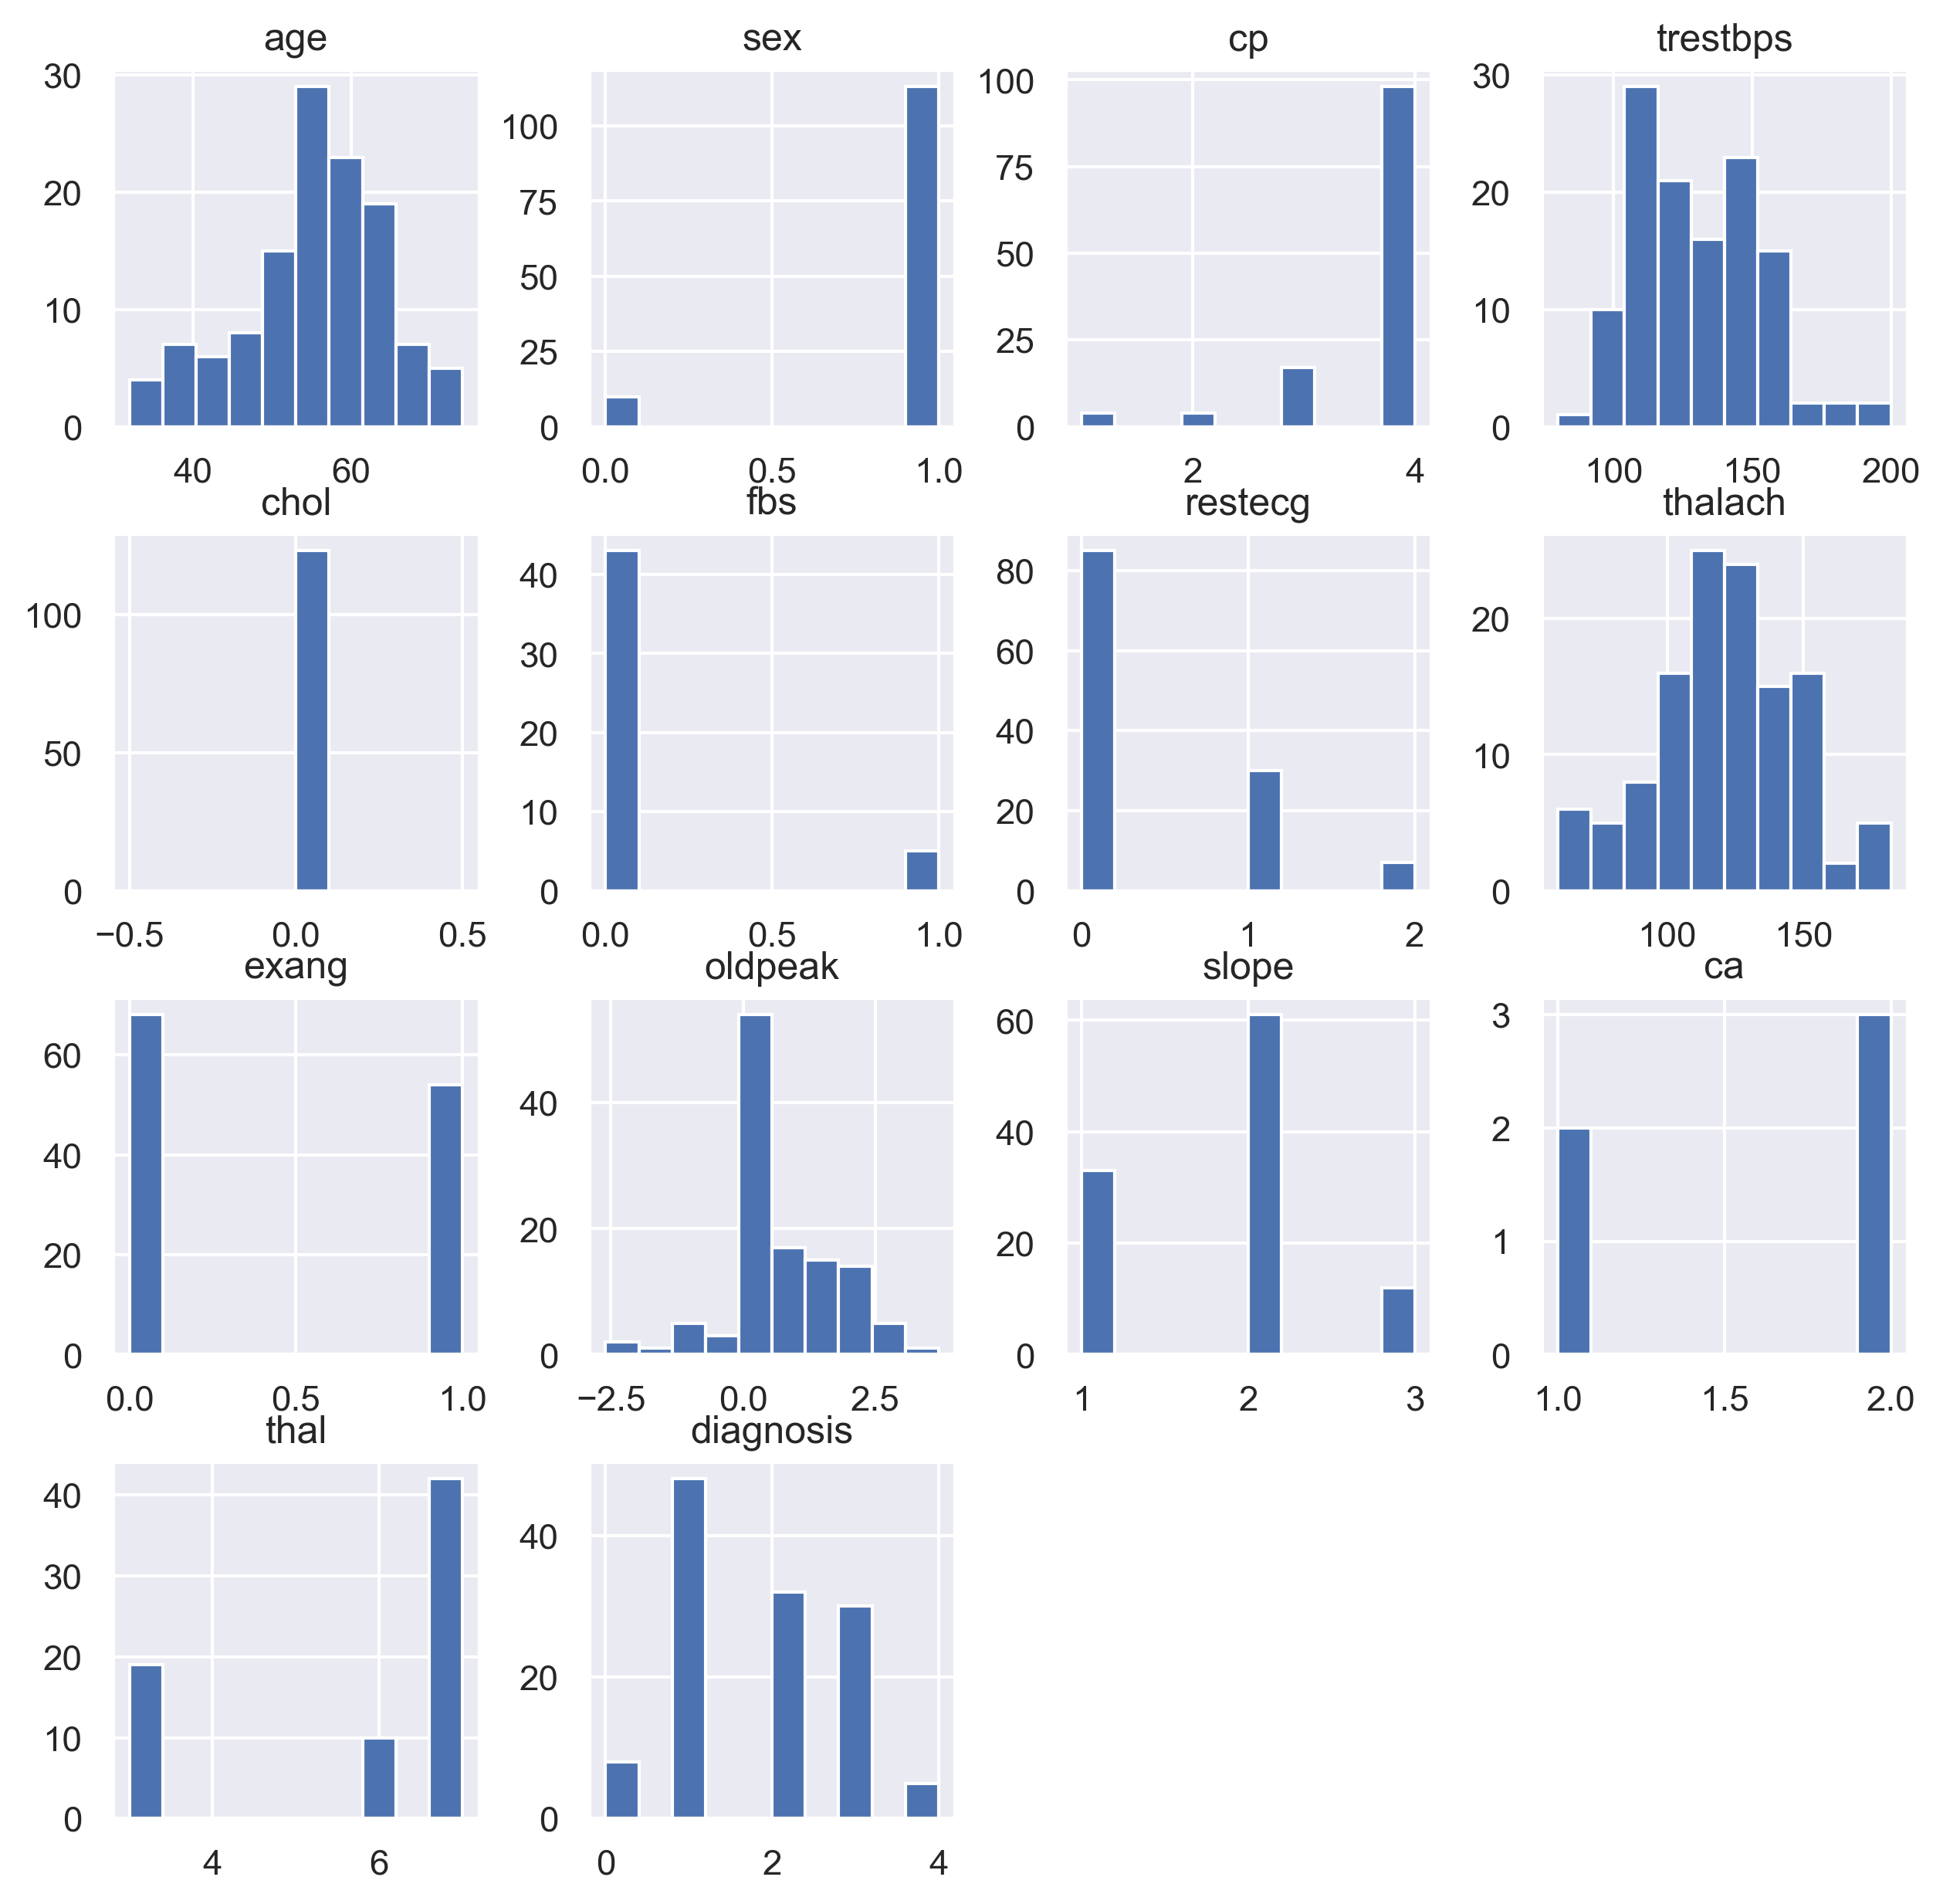 age sex cp trestbps
30 20 10 0
100 75 50 25 0
100 75 50 25 0
30 20 10 0
40 60
0.0 0.5 1.0
2 4
100 150 200
chol fbs restecg thalach
100 50 0
40 30 20 10 0
80 60 40 20 0
20 10 0
−0.5 0.0 0.5
0.0 0.5 1.0
0 1 2
100 150
exang oldpeak slope ca
60 40 20 0
40 20 0
60 40 20 0
3 2 1 0
0.0 0.5 1.0
−2.5 0.0 2.5
1 2 3
1.0 1.5 2.0
thal diagnosis
40 30 20 10 0
40 20 0
4 6
0 2 4